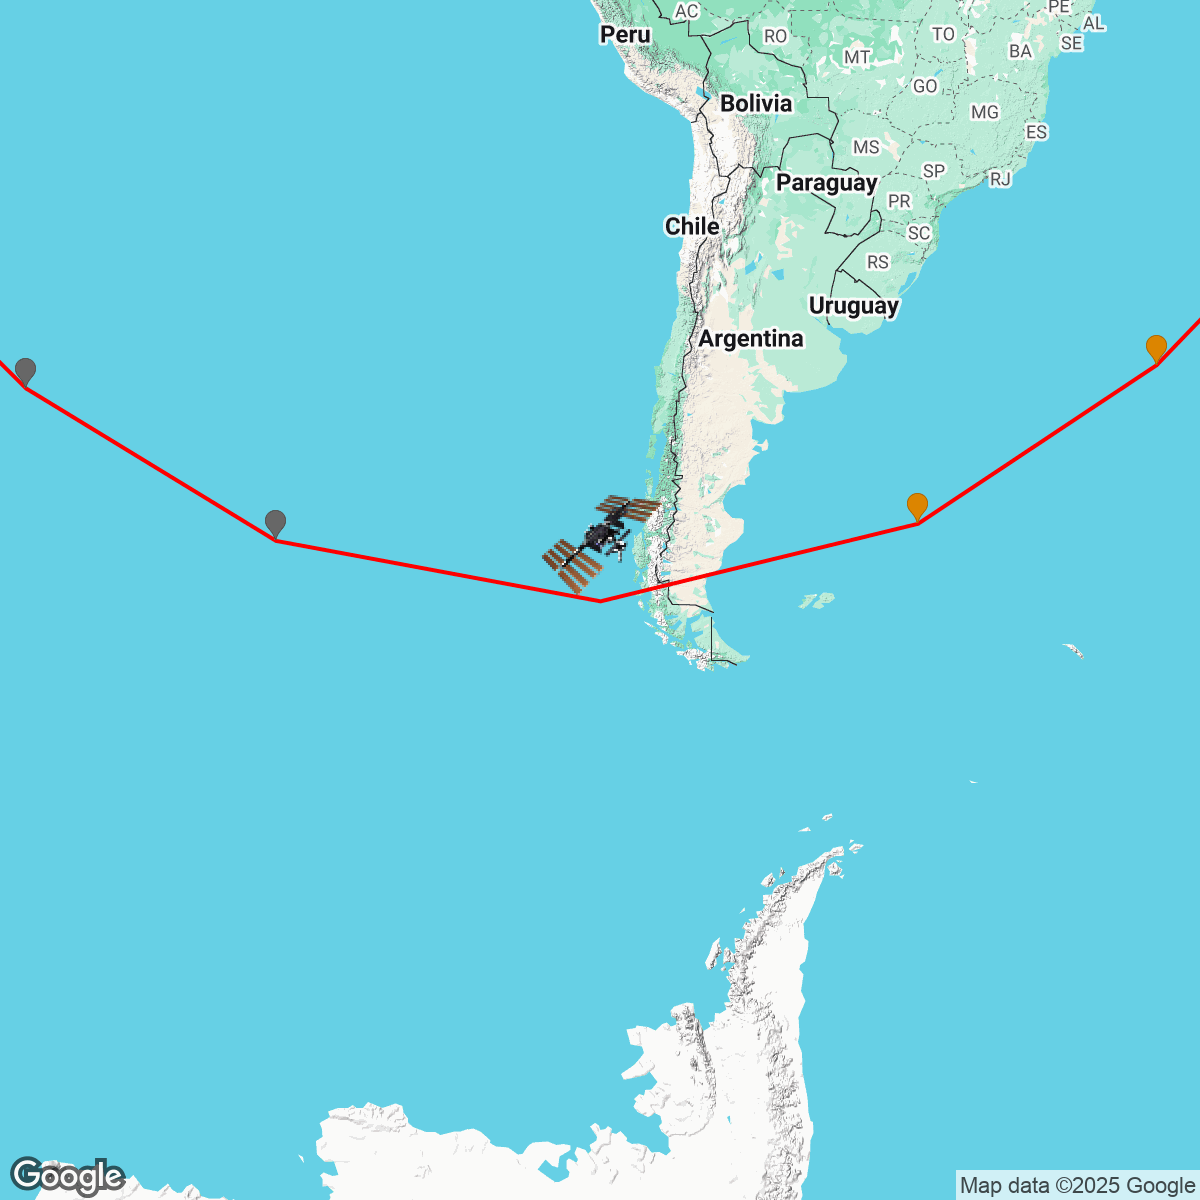 PE
AC
AL
Peru
RO
TO
SE
BA
MT
GO
Bolivia
MG
ES
MS
SP
RJ
Paraguay
PR
Chile
SC
RS
Uruguay
Argentina
Google
Map data ©2025 Google